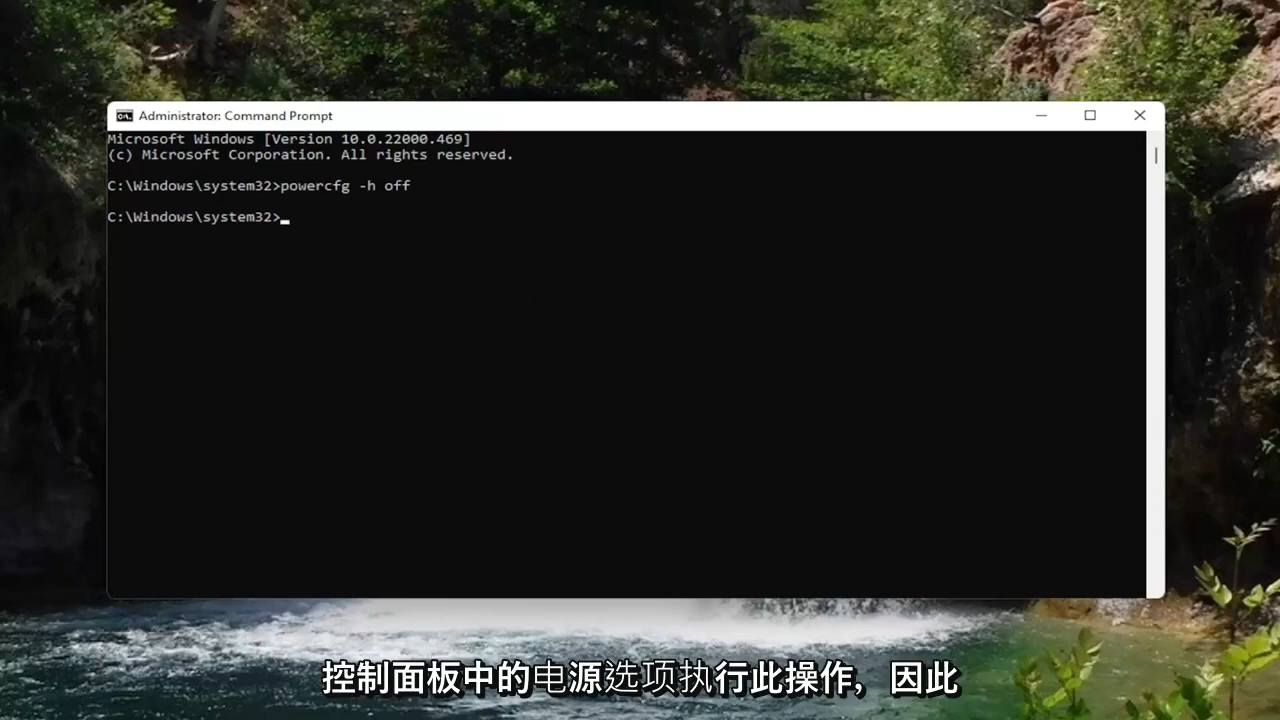 Administrator: Command Prompt
Microsoft Windows [Version 10.0.22000.469]
(c) Microsoft Corporation. All rights reserved.
C:\Windows\system32>powercfg -h off
C:\Windows\system32>
控制面板中的电源选项执行此操作，因此